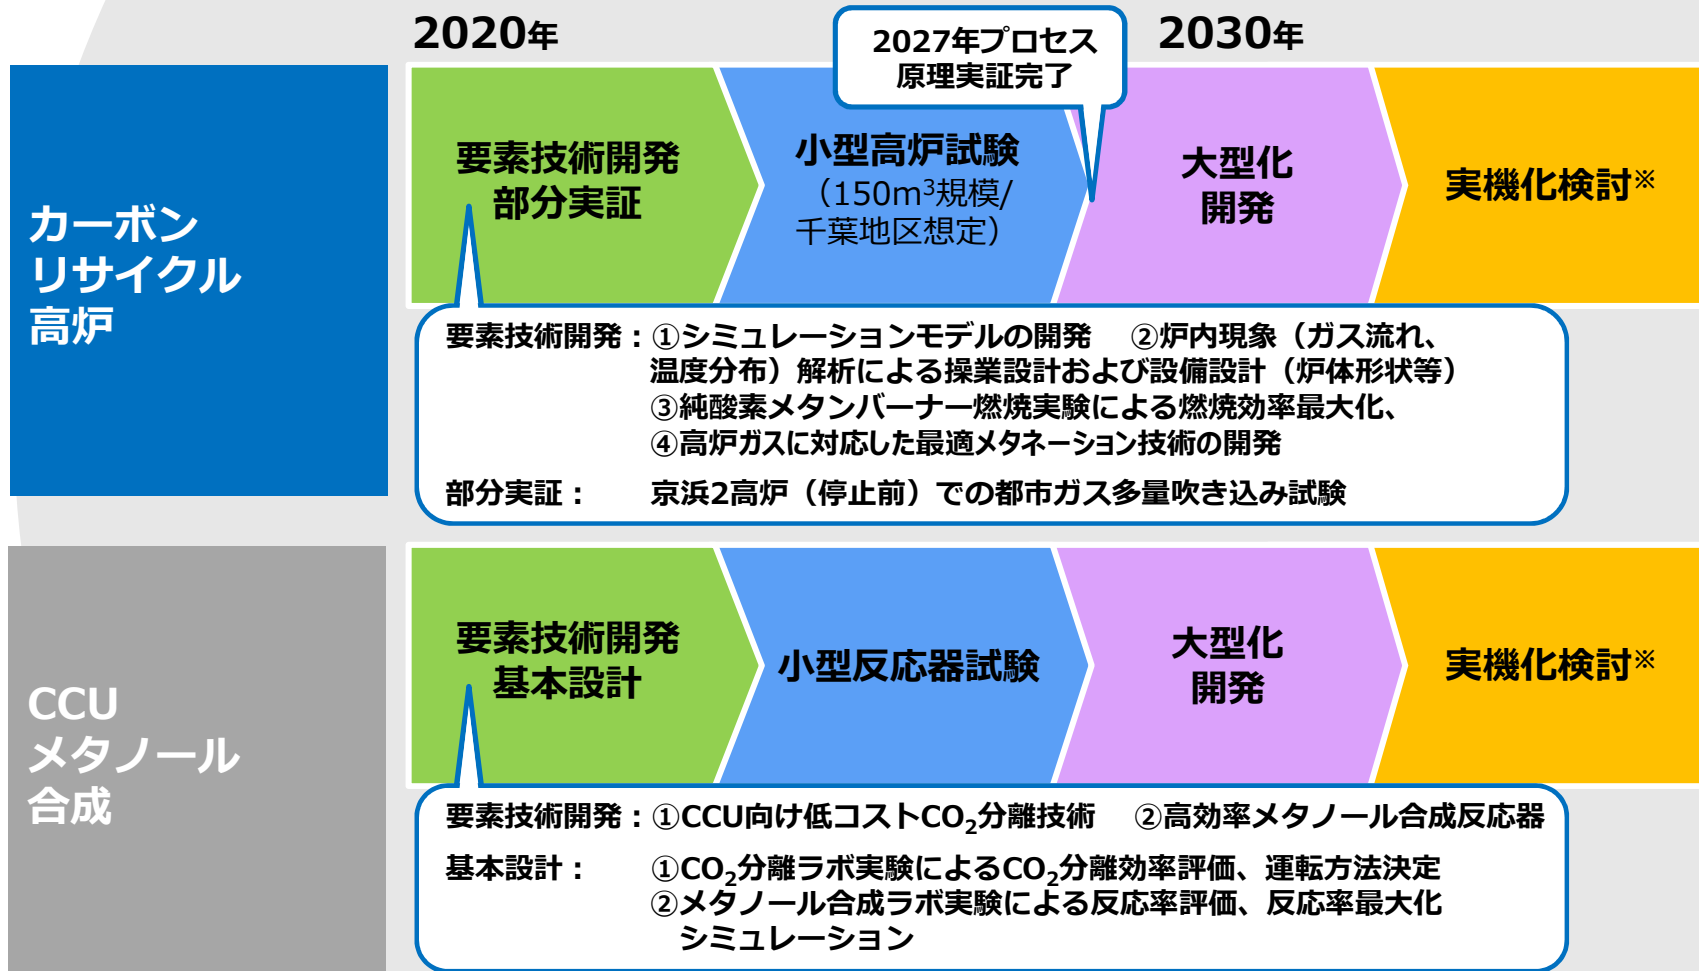 2020年
2027年プロセス
原理実証完了
2030年
カーボン
リサイクル
高炉
要素技術開発
部分実証
小型高炉試験
（150m³規模/
千葉地区想定）
大型化
開発
実機化検討※
要素技術開発：①シミュレーションモデルの開発　②炉内現象（ガス流れ、
温度分布）解析による操業設計および設備設計（炉体形状等）
③純酸素メタンバーナー燃焼実験による燃焼効率最大化、
④高炉ガスに対応した最適メタネーション技術の開発
部分実証：　京浜2高炉（停止前）での都市ガス多量吹き込み試験
CCU
メタノール
合成
要素技術開発
基本設計
小型反応器試験
大型化
開発
実機化検討※
要素技術開発：①CCU向け低コストCO₂分離技術　②高効率メタノール合成反応器
基本設計：　①CO₂分離ラボ実験によるCO₂分離効率評価、運転方法決定
②メタノール合成ラボ実験による反応率評価、反応率最大化
シミュレーション